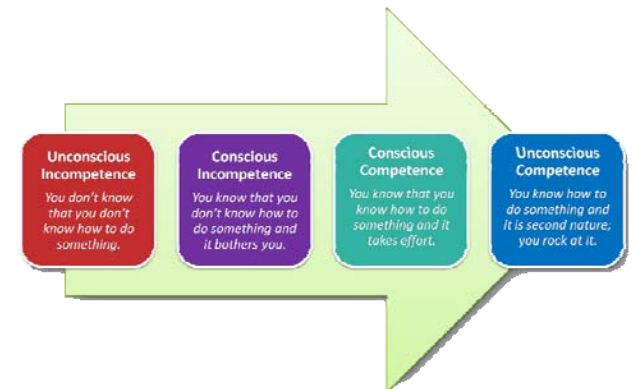 Unconscious
Incompetence
You don't know
that you don't
know how to do
something.
Conscious
Incompetence
You know that you
don't know how to
do something and
it bothers you.
Conscious
Competence
You know that you
know how to do
something and it
takes effort.
Unconscious
Competence
You know how to
do something and
it is second nature;
you rock at it.